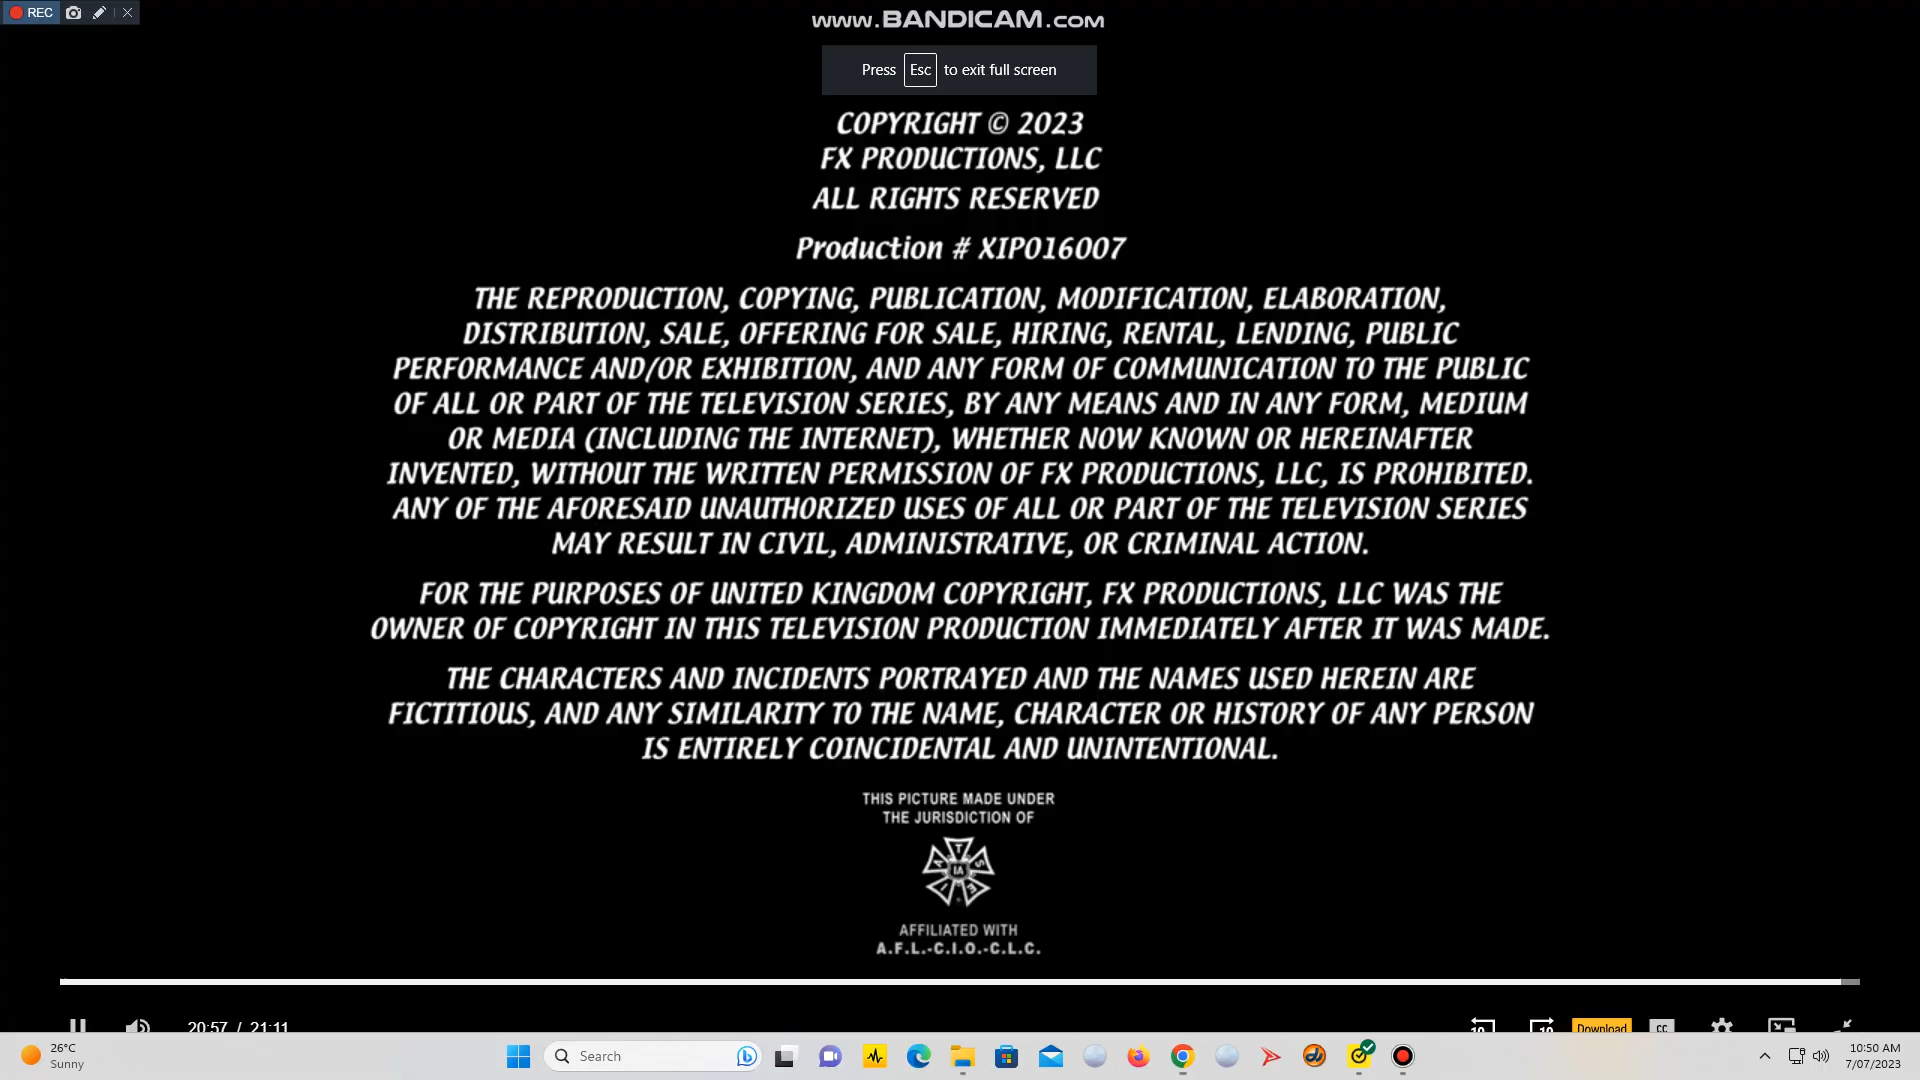 REC
www.BANDICAM.com
Press Esc to exit full screen
COPYRIGHT © 2023
FX PRODUCTIONS, LLC
ALL RIGHTS RESERVED
Production # XIP016007
THE REPRODUCTION, COPYING, PUBLICATION, MODIFICATION, ELABORATION,
DISTRIBUTION, SALE, OFFERING FOR SALE, HIRING, RENTAL, LENDING, PUBLIC
PERFORMANCE AND/OR EXHIBITION, AND ANY FORM OF COMMUNICATION TO THE PUBLIC
OF ALL OR PART OF THE TELEVISION SERIES, BY ANY MEANS AND IN ANY FORM, MEDIUM
OR MEDIA (INCLUDING THE INTERNET), WHETHER NOW KNOWN OR HEREINAFTER
INVENTED, WITHOUT THE WRITTEN PERMISSION OF FX PRODUCTIONS, LLC, IS PROHIBITED.
ANY OF THE AFORESAID UNAUTHORIZED USES OF ALL OR PART OF THE TELEVISION SERIES
MAY RESULT IN CIVIL, ADMINISTRATIVE, OR CRIMINAL ACTION.
FOR THE PURPOSES OF UNITED KINGDOM COPYRIGHT, FX PRODUCTIONS, LLC WAS THE
OWNER OF COPYRIGHT IN THIS TELEVISION PRODUCTION IMMEDIATELY AFTER IT WAS MADE.
THE CHARACTERS AND INCIDENTS PORTRAYED AND THE NAMES USED HEREIN ARE
FICTITIOUS, AND ANY SIMILARITY TO THE NAME, CHARACTER OR HISTORY OF ANY PERSON
IS ENTIRELY COINCIDENTAL AND UNINTENTIONAL.
THIS PICTURE MADE UNDER
THE JURISDICTION OF
IATSE
IA
AFFILIATED WITH
A.F.L.-C.I.O.-C.L.C.
20:57 / 21:11
10 10 Download CC
26°C
Sunny
Search
10:50 AM
7/07/2023